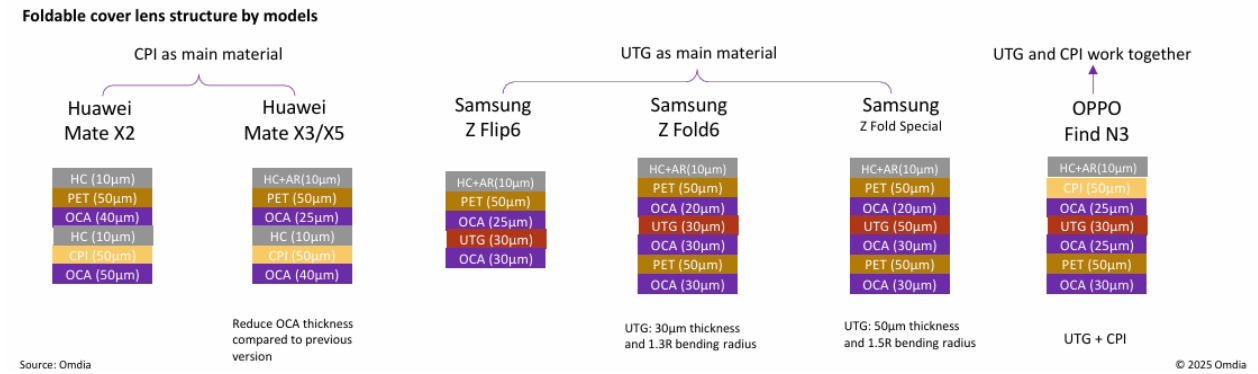 Foldable cover lens structure by models
CPI as main material
UTG as main material
UTG and CPI work together
Huawei
Mate X2
Huawei
Mate X3/X5
Samsung
Z Flip6
Samsung
Z Fold6
Samsung
Z Fold Special
OPPO
Find N3
HC (10μm)
PET (50μm)
OCA (40μm)
HC (10μm)
CPI (50μm)
OCA (50μm)
HC+AR(10μm)
PET (50μm)
OCA (25μm)
HC (10μm)
CPI (50μm)
OCA (40μm)
HC+AR(10μm)
PET (50μm)
OCA (25μm)
UTG (30μm)
OCA (30μm)
HC+AR(10μm)
PET (50μm)
OCA (20μm)
UTG (30μm)
OCA (30μm)
PET (50μm)
OCA (30μm)
HC+AR(10μm)
PET (50μm)
OCA (20μm)
UTG (50μm)
OCA (30μm)
PET (50μm)
OCA (30μm)
HC+AR(10μm)
CPI (50μm)
OCA (25μm)
UTG (30μm)
OCA (25μm)
PET (50μm)
OCA (30μm)
Reduce OCA thickness
compared to previous
version
UTG: 30μm thickness
and 1.3R bending radius
UTG: 50μm thickness
and 1.5R bending radius
UTG + CPI
Source: Omdia
© 2025 Omdia